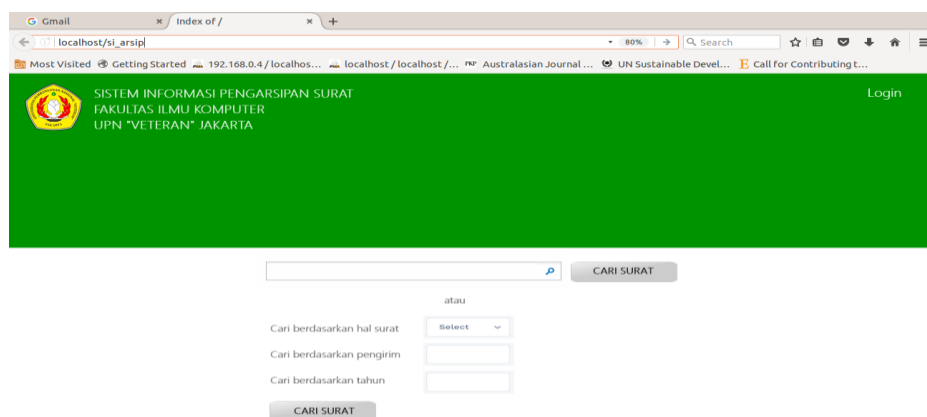 Gmail
Index of /
localhost/si_arsip
80%
Search
Most Visited
Getting Started
192.168.0.4 / localhos...
localhost / localhost /...
Australasian Journal ...
UN Sustainable Devel...
Call for Contributing t...
SISTEM INFORMASI PENGARSIPAN SURAT
FAKULTAS ILMU KOMPUTER
UPN "VETERAN" JAKARTA
Login
CARI SURAT
atau
Cari berdasarkan hal surat
Select
Cari berdasarkan pengirim
Cari berdasarkan tahun
CARI SURAT